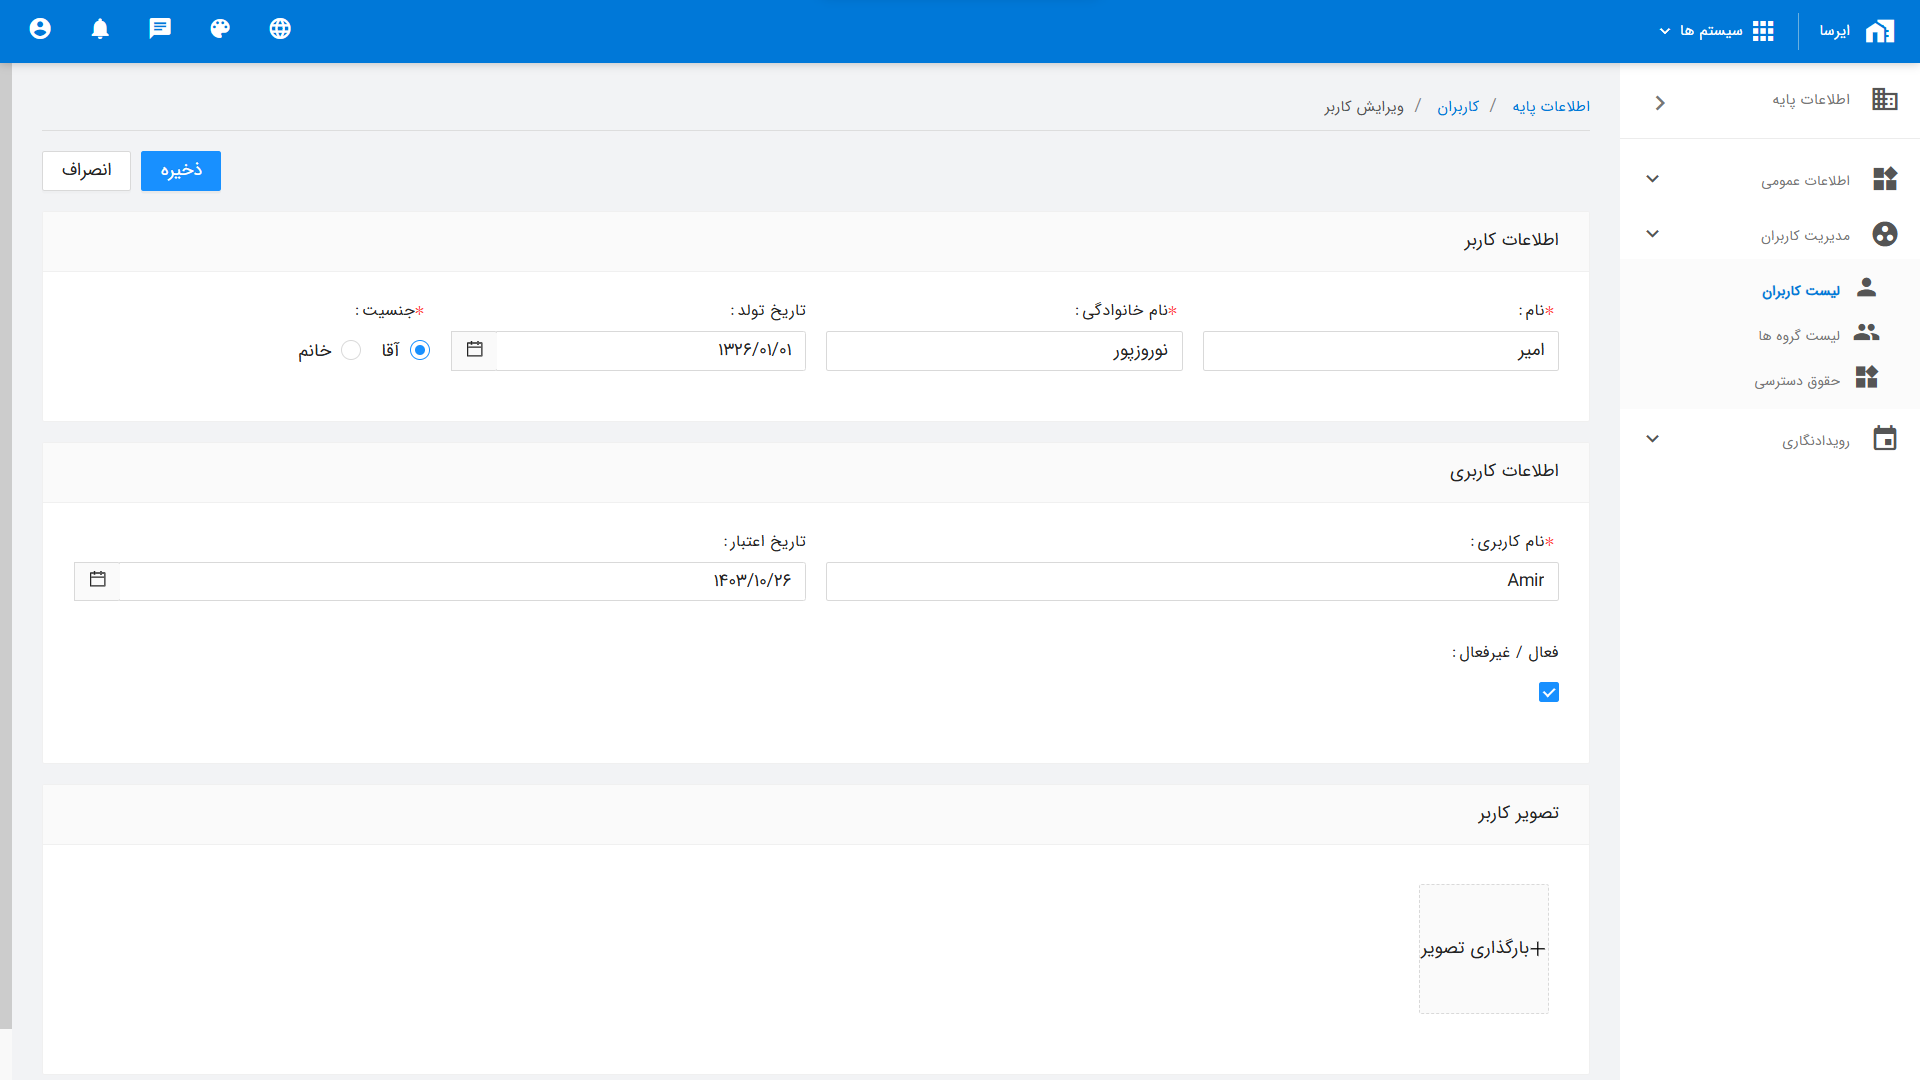 ایرسا
سیستم ها
اطلاعات پایه
اطلاعات عمومی
مدیریت کاربران
لیست کاربران
لیست گروه ها
حقوق دسترسی
رویدادنگاری
اطلاعات پایه / کاربران / ویرایش کاربر
ذخیره
انصراف
اطلاعات کاربر
*نام: *نام خانوادگی: تاریخ تولد: *جنسیت:
امیر نوروزپور ۱۳۲۶/۰۱/۰۱ آقا خانم
اطلاعات کاربری
*نام کاربری: تاریخ اعتبار:
Amir ۱۴۰۳/۱۰/۲۶
فعال / غیرفعال:
تصویر کاربر
+بارگذاری تصویر